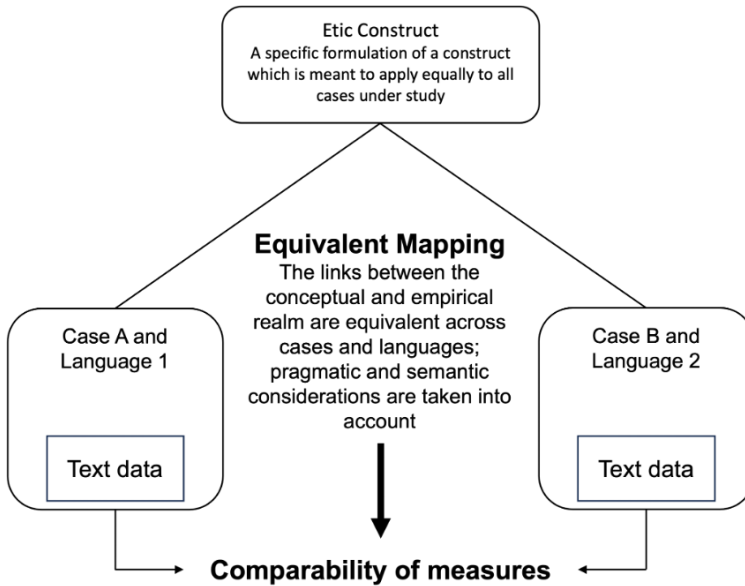 Etic Construct
A specific formulation of a construct
which is meant to apply equally to all
cases under study
Equivalent Mapping
The links between the
conceptual and empirical
realm are equivalent across
cases and languages;
pragmatic and semantic
considerations are taken into
account
Case A and
Language 1
Text data
Case B and
Language 2
Text data
Comparability of measures